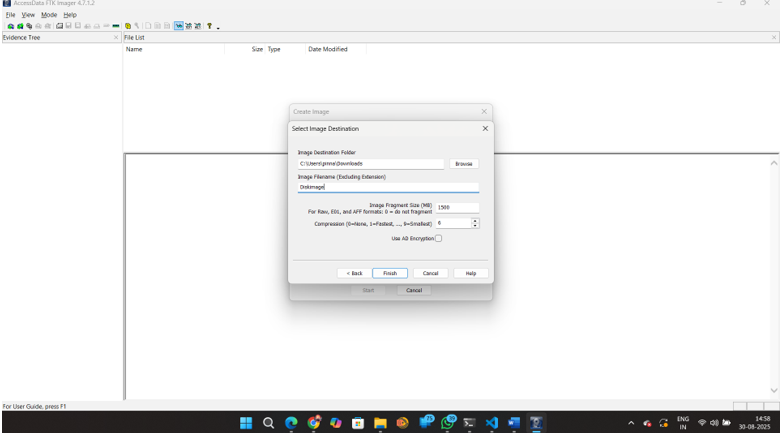 AccessData FTK Imager 4.7.1.2
File View Mode Help
Evidence Tree
File List
Name Size Type Date Modified
Create Image
Select Image Destination
Image Destination Folder
Browse
Image Filename (Excluding Extension)
Diskimage
Image Fragment Size (MB) 1500
For Raw, E01, and AFF formats: 0 = do not fragment
Compression (0=None, 1=Fastest, ..., 9=Smallest) 6
Use AD Encryption
< Back Finish Cancel Help
Start Cancel
For User Guide, press F1
ENG
IN
14:58
30-08-2025